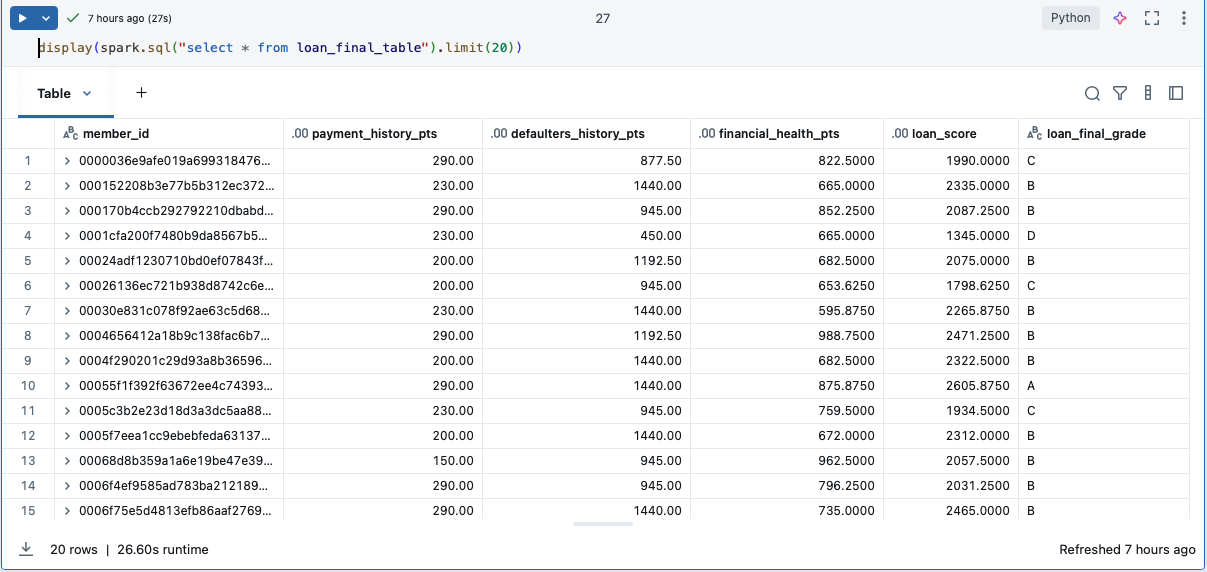 7 hours ago (27s)
27
Python
display(spark.sql("select * from loan_final_table").limit(20))
Table
member_id payment_history_pts defaulters_history_pts financial_health_pts loan_score loan_final_grade
1 0000036e9afe019a699318476... 290.00 877.50 822.5000 1990.0000 C
2 000152208b3e77b5b312ec372... 230.00 1440.00 665.0000 2335.0000 B
3 000170b4ccb292792210dbabd... 290.00 945.00 852.2500 2087.2500 B
4 0001cfa200f7480b9da8567b5... 230.00 450.00 665.0000 1345.0000 D
5 00024adf1230710bd0ef07843f... 200.00 1192.50 682.5000 2075.0000 B
6 00026136ec721b938d8742c6e... 200.00 945.00 653.6250 1798.6250 C
7 00030e831c078f92ae63c5d68... 230.00 1440.00 595.8750 2265.8750 B
8 0004656412a18b9c138fac6b7... 290.00 1192.50 988.7500 2471.2500 B
9 0004f290201c29d93a8b36596... 200.00 1440.00 682.5000 2322.5000 B
10 00055f1f392f63672ee4c74393... 290.00 1440.00 875.8750 2605.8750 A
11 0005c3b2e23d18d3a3dc5aa88... 230.00 945.00 759.5000 1934.5000 C
12 0005f7eea1cc9ebebfeda63137... 200.00 1440.00 672.0000 2312.0000 B
13 00068d8b359a1a6e19be47e39... 150.00 945.00 962.5000 2057.5000 B
14 0006f4ef9585ad783ba212189... 290.00 945.00 796.2500 2031.2500 B
15 0006f75e5d4813efb86aaf2769... 290.00 1440.00 735.0000 2465.0000 B
20 rows | 26.60s runtime
Refreshed 7 hours ago